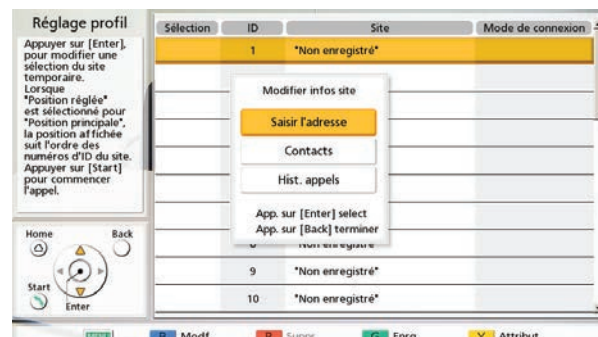 Réglage profil
Appuyer sur [Enter],
pour modifier une
sélection du site
temporaire.
Lorsque
"Position réglée"
est sélectionné pour
"Position principale",
la position affichée
suit l'ordre des
numéros d'ID du site.
Appuyer sur [Start]
pour commencer
l'appel.
Home Back
Start
Enter
Sélection ID Site Mode de connexion
1 "Non enregistré"
Modifier infos site
Saisir l'adresse
Contacts
Hist. appels
App. sur [Enter] select
App. sur [Back] terminer
8 "Non enregistré"
9 "Non enregistré"
10 "Non enregistré"
B Modf. R Suppr. G Enrg. Y Attribut